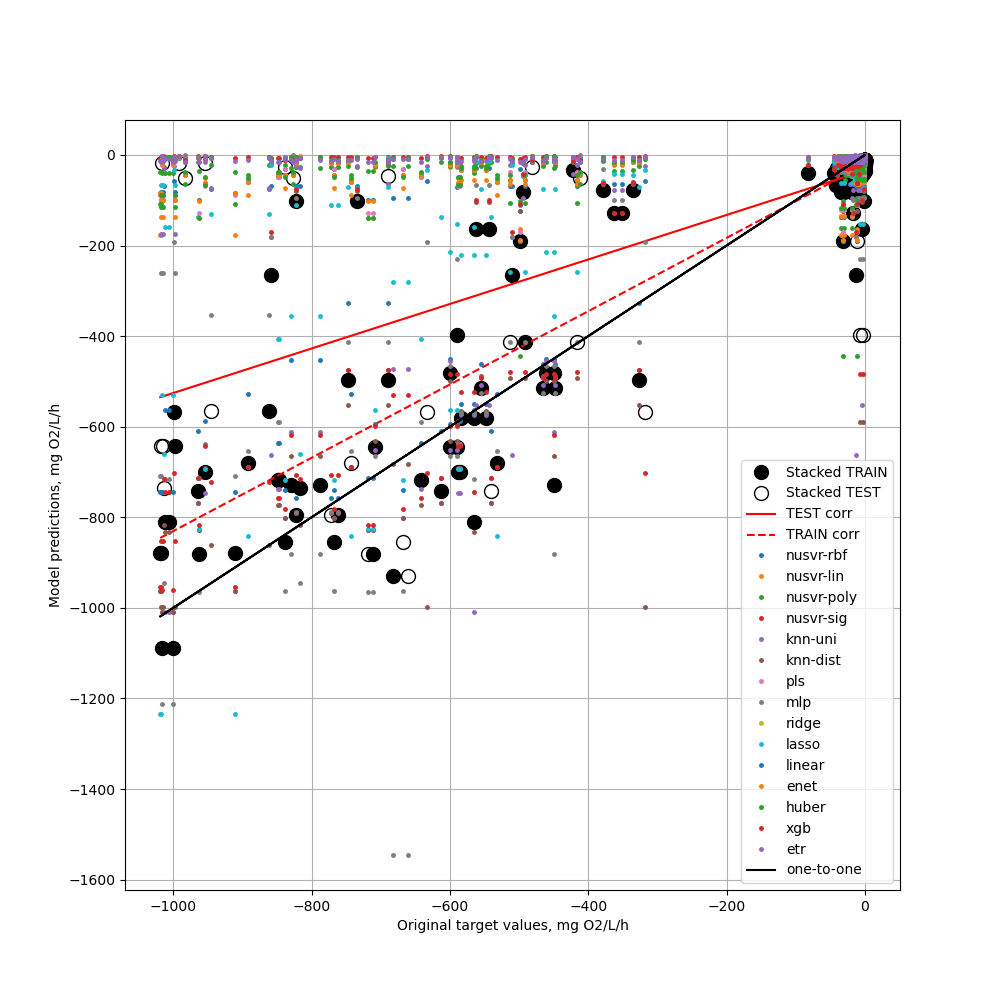 0
−200
−400
−600
−800
−1000
−1200
−1400
−1600
Model predictions, mg O2/L/h
−1000
−800
−600
−400
−200
0
Original target values, mg O2/L/h
Stacked TRAIN
Stacked TEST
TEST corr
TRAIN corr
nusvr-rbf
nusvr-lin
nusvr-poly
nusvr-sig
knn-uni
knn-dist
pls
mlp
ridge
lasso
linear
enet
huber
xgb
etr
one-to-one